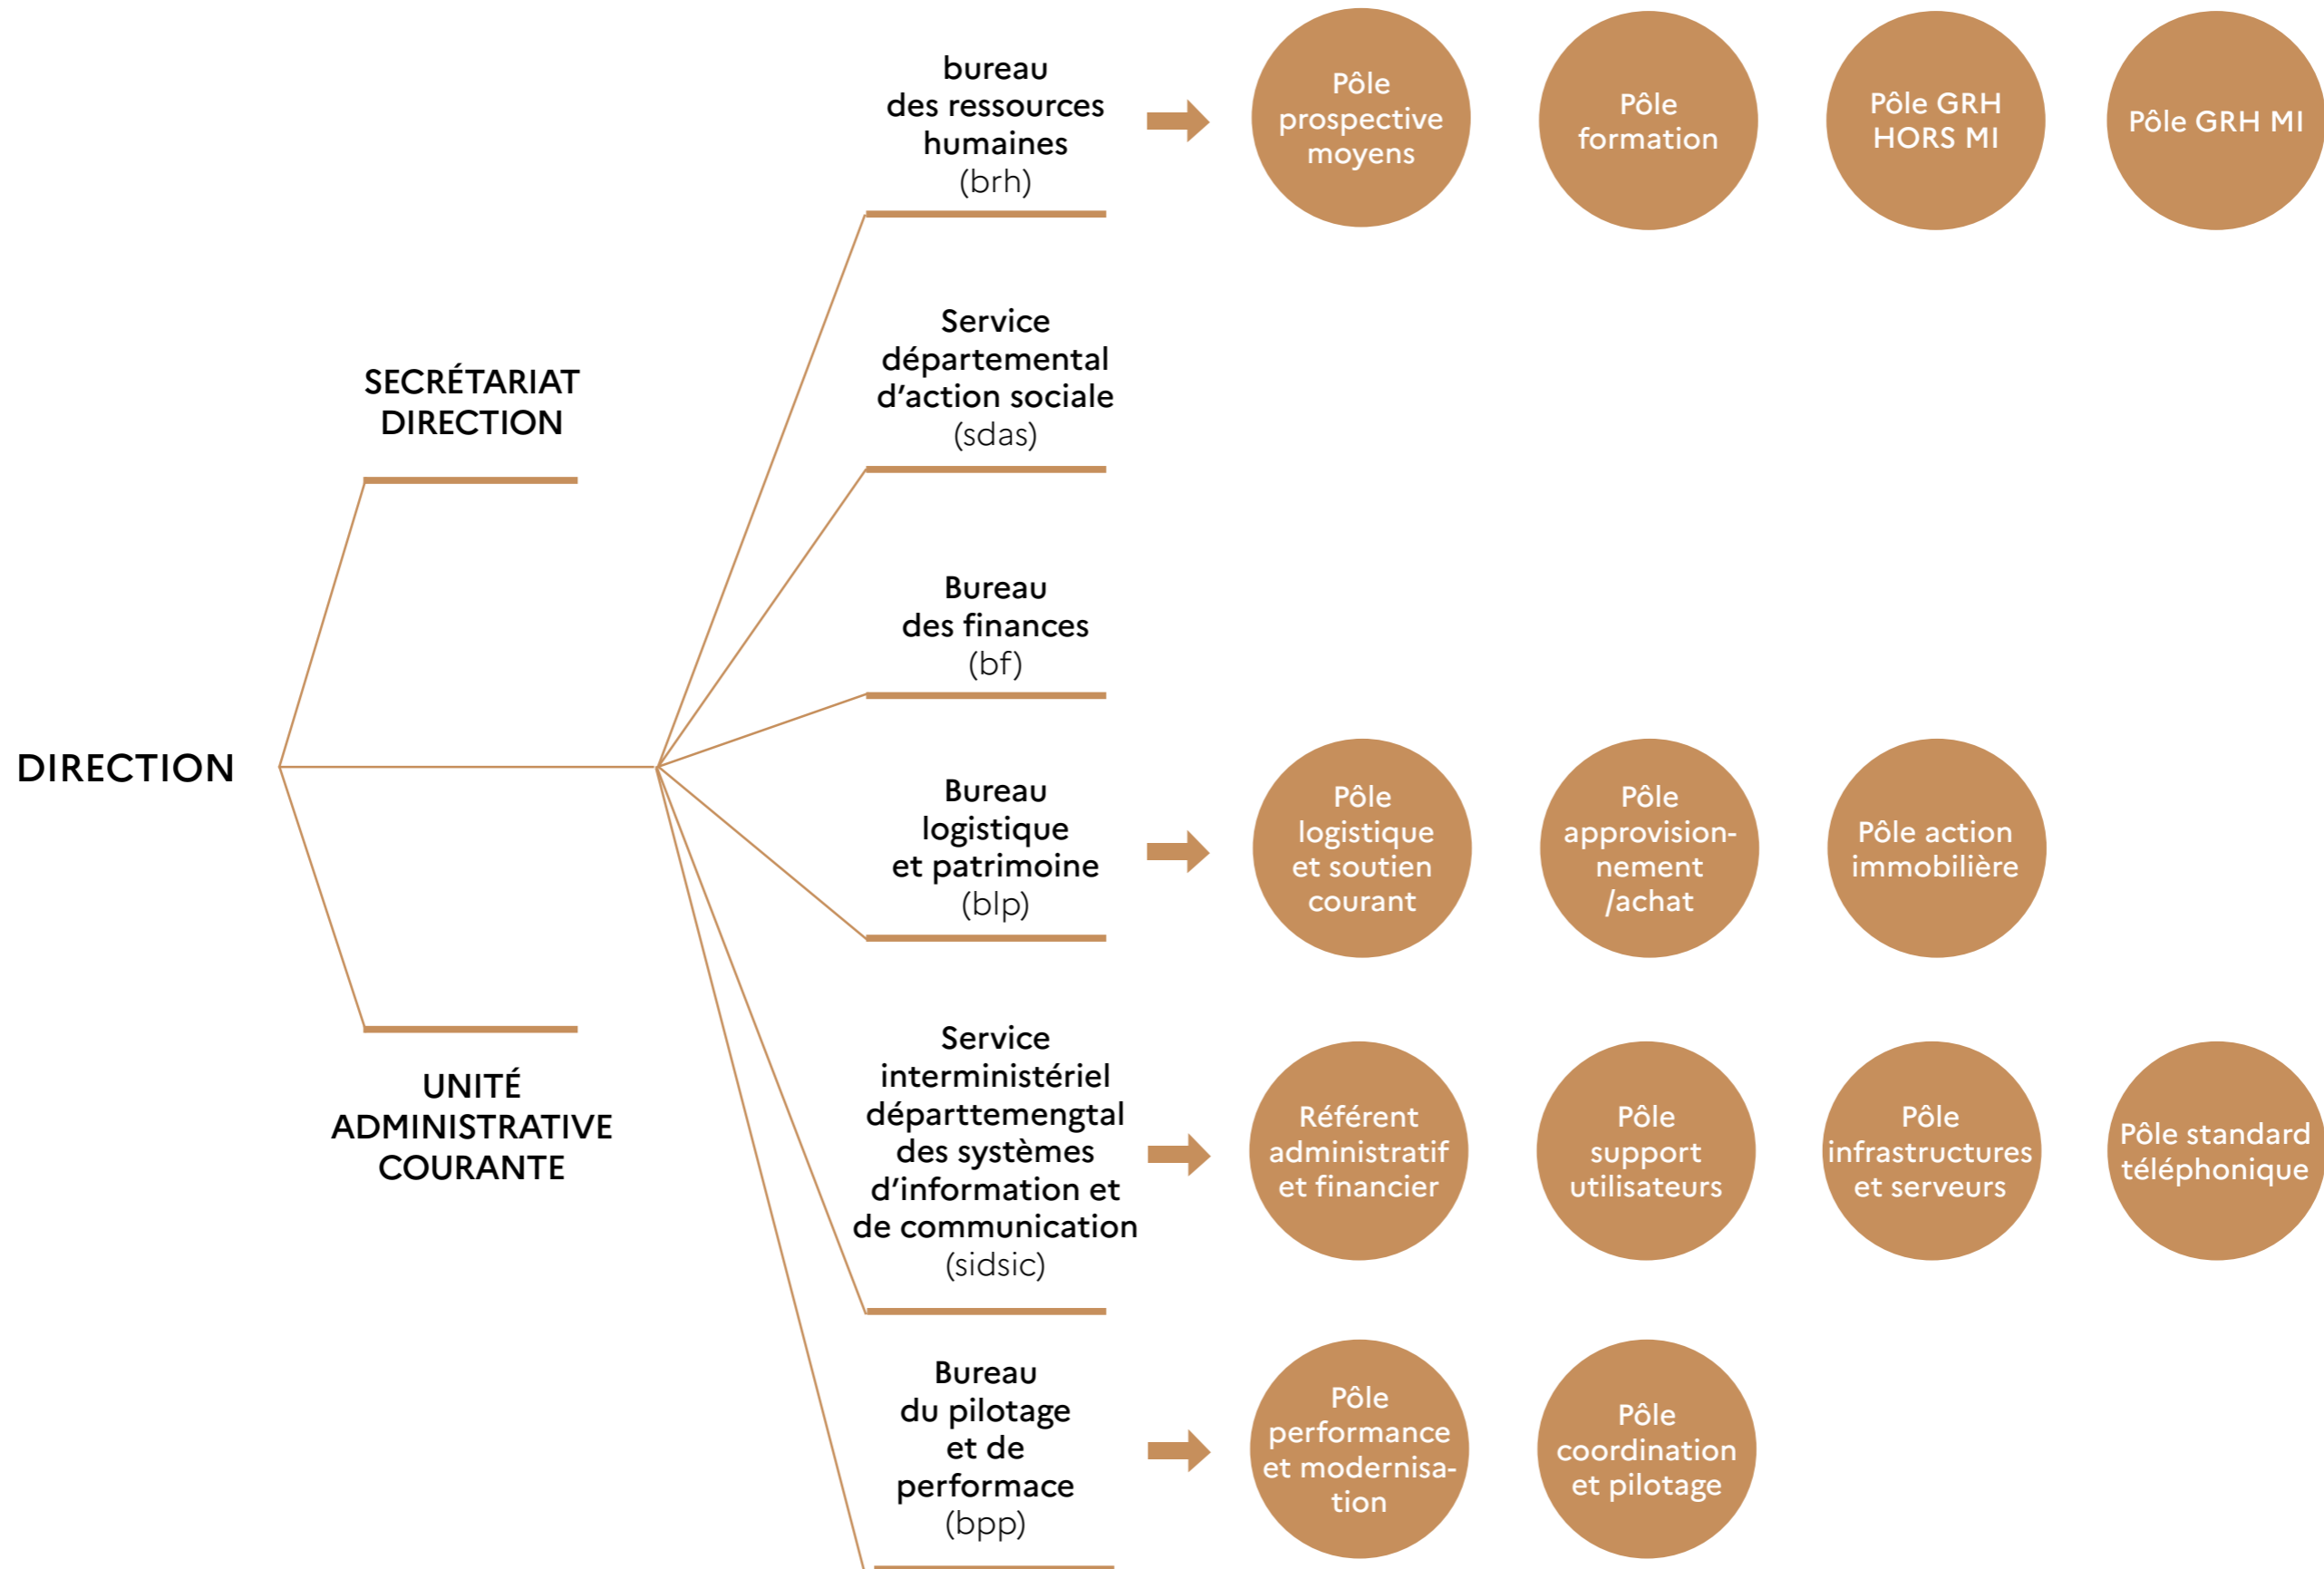 DIRECTION
SECRÉTARIAT
DIRECTION
UNITÉ
ADMINISTRATIVE
COURANTE
bureau
des ressources
humaines
(brh)
Pôle
prospective
moyens
Pôle
formation
Pôle GRH
HORS MI
Pôle GRH MI
Service
départemental
d'action sociale
(sdas)
Bureau
des finances
(bf)
Bureau
logistique
et patrimoine
(blp)
Pôle
logistique
et soutien
courant
Pôle
approvision-
nement
/achat
Pôle action
immobilière
Service
interministériel
départtemengtal
des systèmes
d'information et
de communication
(sidsic)
Référent
administratif
et financier
Pôle
support
utilisateurs
Pôle
infrastructures
et serveurs
Pôle standard
téléphonique
Bureau
du pilotage
et de
performace
(bpp)
Pôle
performance
et modernisa-
tion
Pôle
coordination
et pilotage